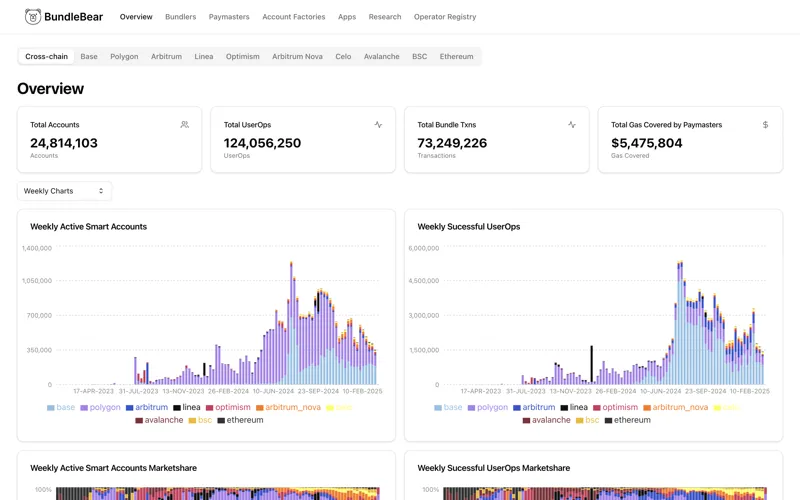 BundleBear
Overview Bundlers Paymasters Account Factories Apps Research Operator Registry
Cross-chain Base Polygon Arbitrum Linea Optimism Arbitrum Nova Celo Avalanche BSC Ethereum
Overview
Total Accounts
24,814,103
Accounts
Total UserOps
124,056,250
UserOps
Total Bundle Txns
73,249,226
Transactions
Total Gas Covered by Paymasters
$5,475,804
Gas Covered
Weekly Charts
Weekly Active Smart Accounts
1,400,000
1,050,000
700,000
350,000
0
17-APR-2023 31-JUL-2023 13-NOV-2023 26-FEB-2024 10-JUN-2024 23-SEP-2024 10-FEB-2025
base polygon arbitrum linea optimism arbitrum_nova
avalanche bsc ethereum
Weekly Sucessful UserOps
6,000,000
4,500,000
3,000,000
1,500,000
0
17-APR-2023 31-JUL-2023 13-NOV-2023 26-FEB-2024 10-JUN-2024 23-SEP-2024 10-FEB-2025
base polygon arbitrum linea optimism arbitrum_nova
avalanche bsc ethereum
Weekly Active Smart Accounts Marketshare
100%
Weekly Sucessful UserOps Marketshare
100%